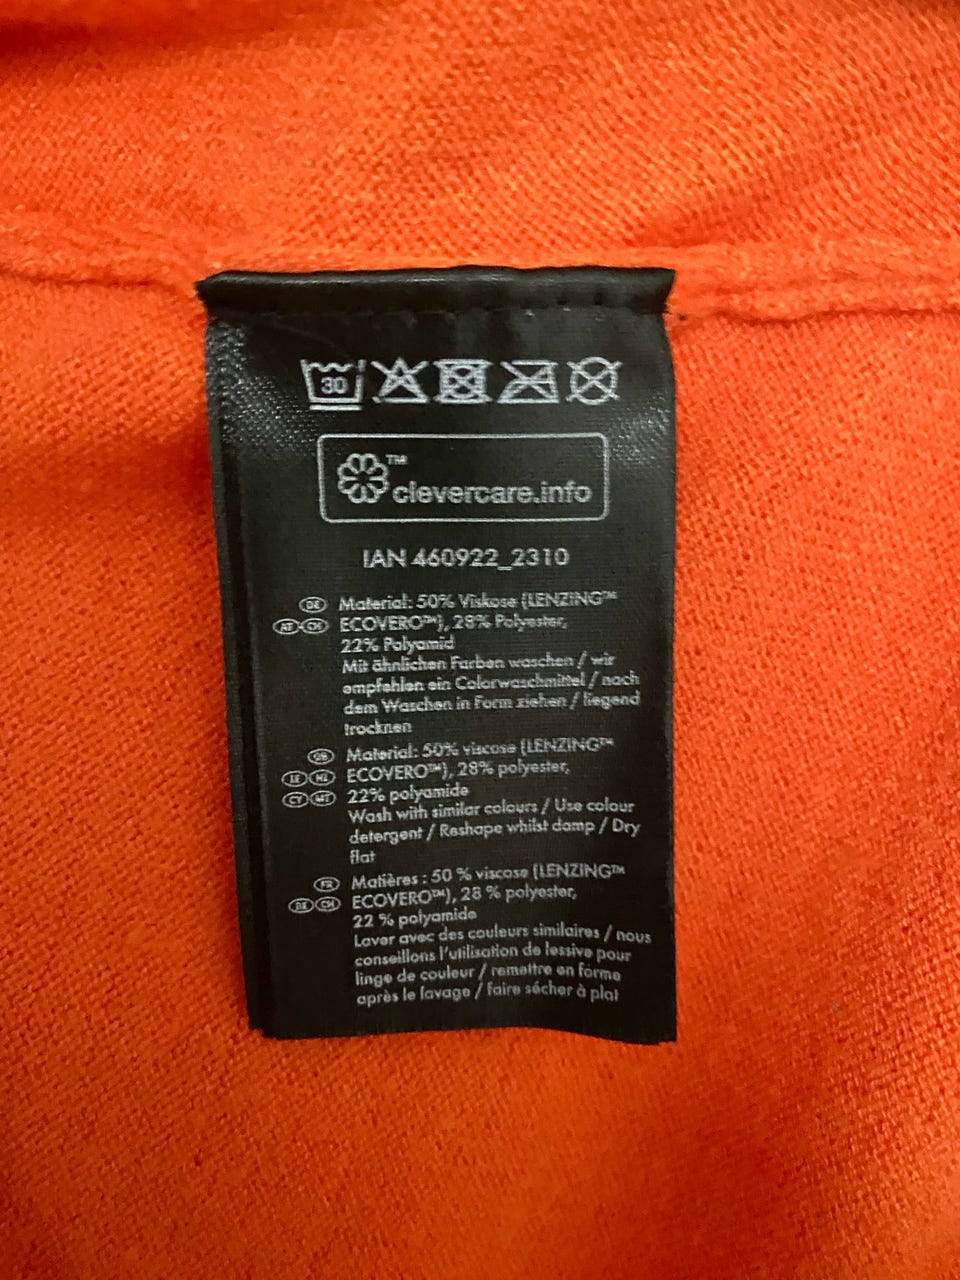 30
™
clevercare.info
IAN 460922_2310
DE Material: 50% Viskose (LENZING™
AT CH ECOVERO™), 28% Polyester,
22% Polyamid
Mit ähnlichen Farben waschen / wir
empfehlen ein Colorwaschmittel / nach
dem Waschen in Form ziehen / liegend
trocknen
GB Material: 50% viscose (LENZING™
IE NI ECOVERO™), 28% polyester,
CY MT 22% polyamide
Wash with similar colours / Use colour
detergent / Reshape whilst damp / Dry
flat
FR Matières : 50 % viscose (LENZING™
BE CH ECOVERO™), 28 % polyester,
22 % polyamide
Laver avec des couleurs similaires / nous
conseillons l'utilisation de lessive pour
linge de couleur / remettre en forme
après le lavage / faire sécher à plat